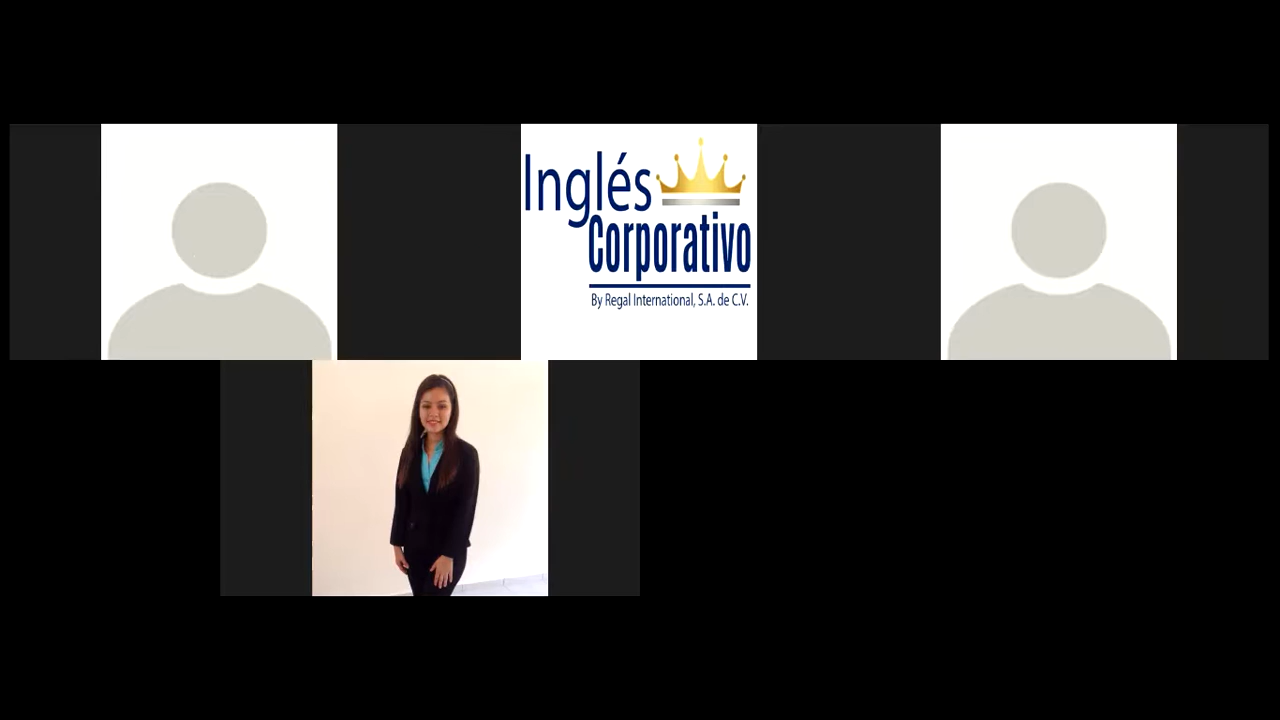 Inglés
Corporativo
By Regal International, S.A. de C.V.